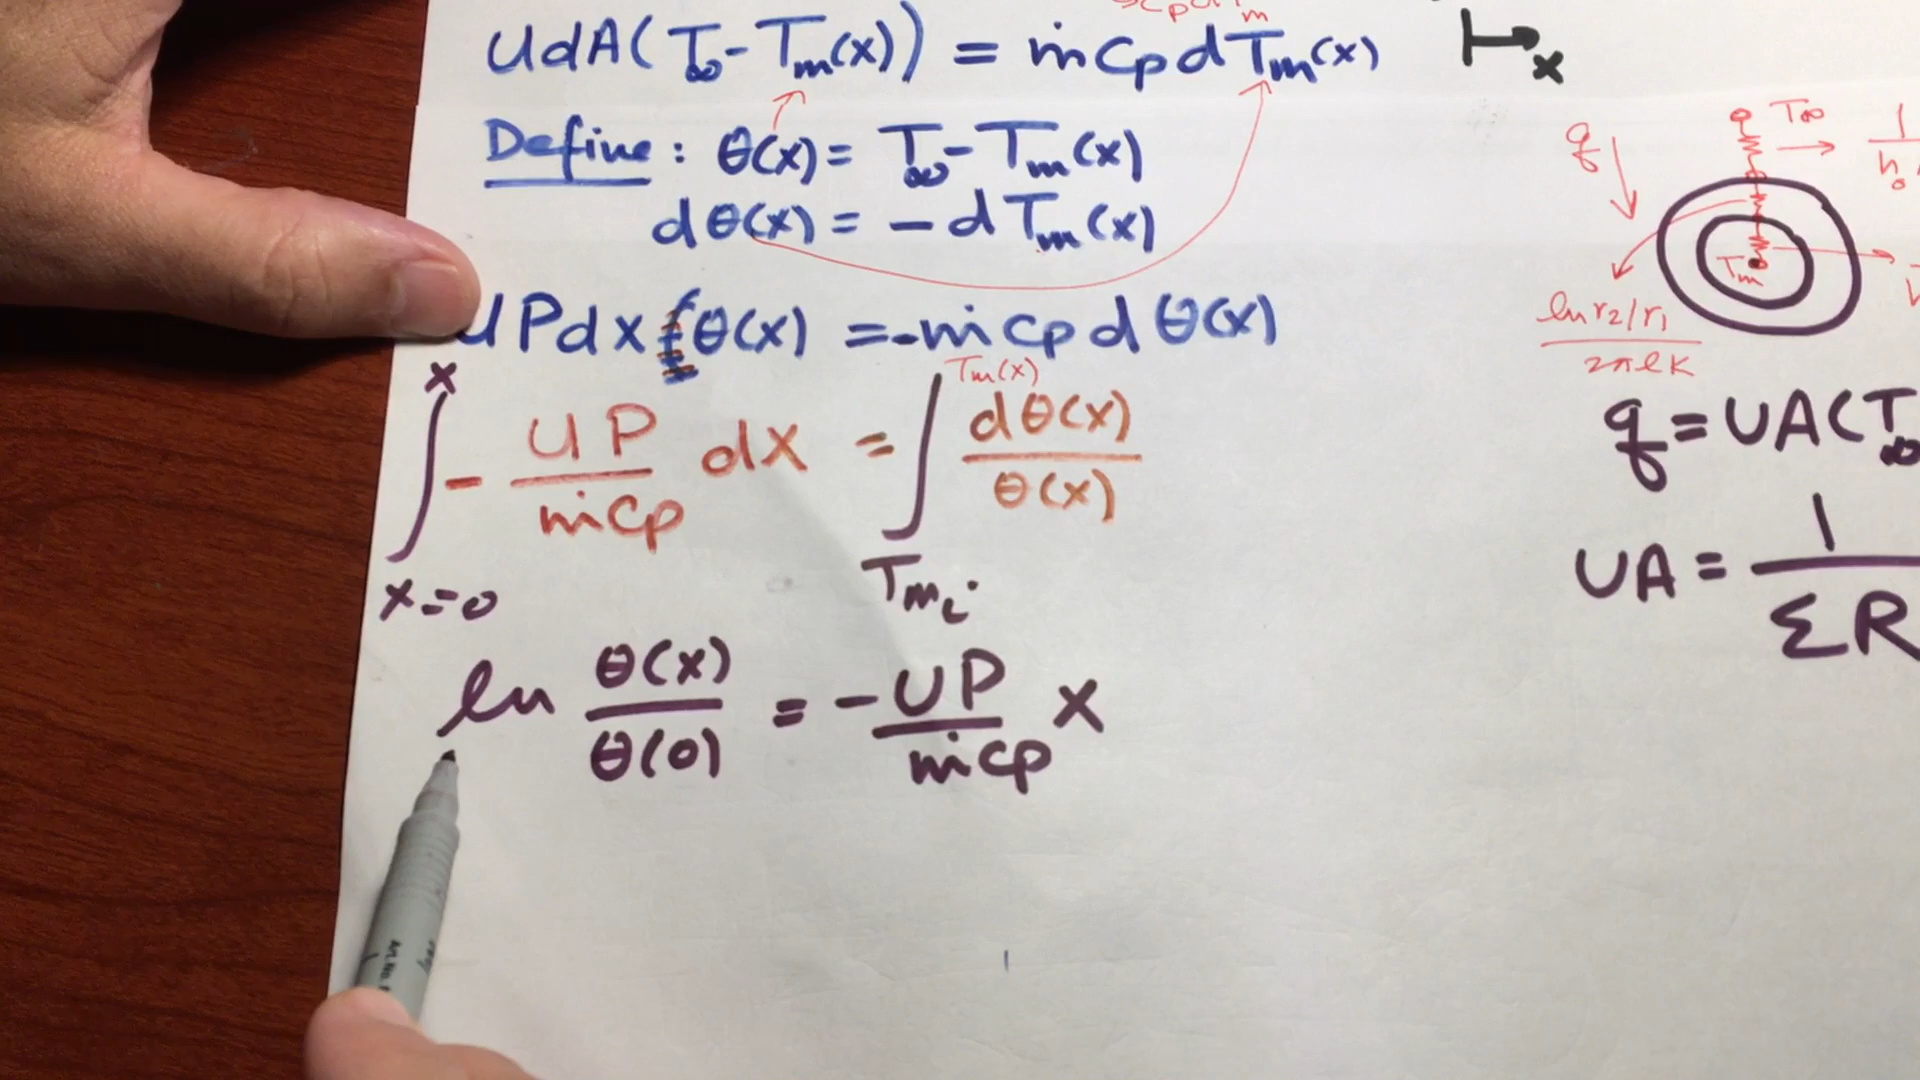 UdA(T∞-Tm(x)) = ṁCp dTm(x)
x
Define: θ(x) = T∞-Tm(x)
dθ(x) = -dTm(x)
UPdx θ(x) = -ṁcp dθ(x)
∫ x x=0 - UP/ṁCp dx = ∫ Tm(x) Tmi dθ(x)/θ(x)
ln θ(x)/θ(0) = -UP/ṁcp x
q
T∞
1
Tm
ln r2/r1
2πlk
q = UA(T∞
UA = 1/ΣR